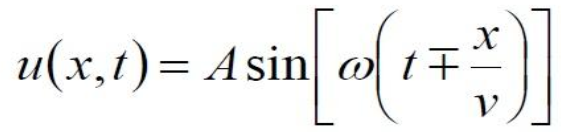 u(x,t) = A sin[ω(t ∓ x/v)]